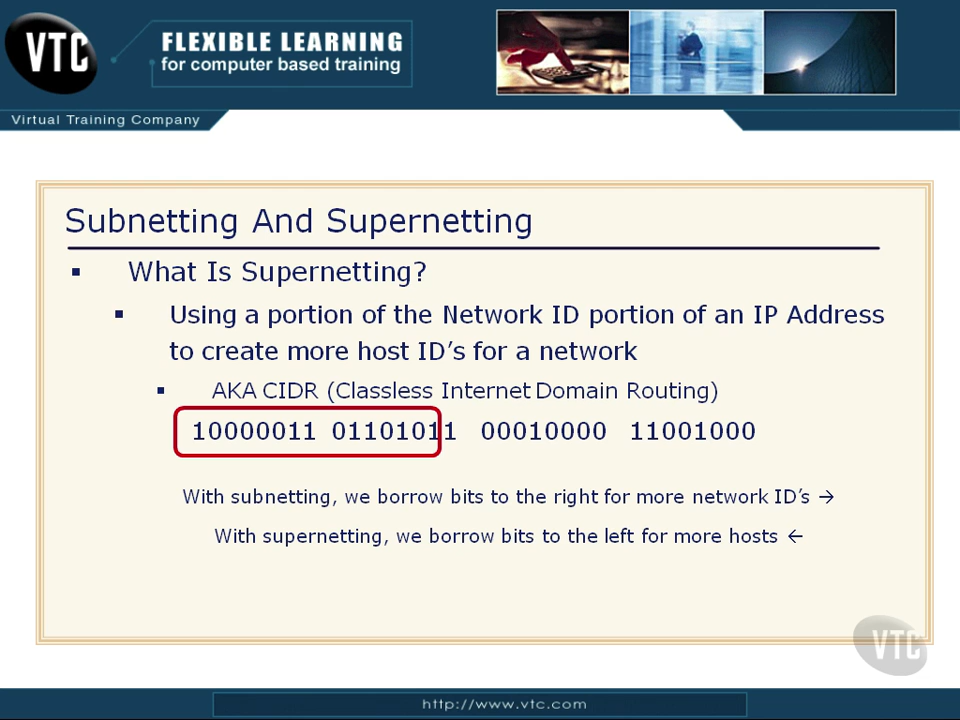 VTC
FLEXIBLE LEARNING
for computer based training
Virtual Training Company
Subnetting And Supernetting
▪ What Is Supernetting?
▪ Using a portion of the Network ID portion of an IP Address
to create more host ID’s for a network
▪ AKA CIDR (Classless Internet Domain Routing)
10000011 01101011 00010000 11001000
With subnetting, we borrow bits to the right for more network ID’s →
With supernetting, we borrow bits to the left for more hosts ←
VTC
http://www.vtc.com